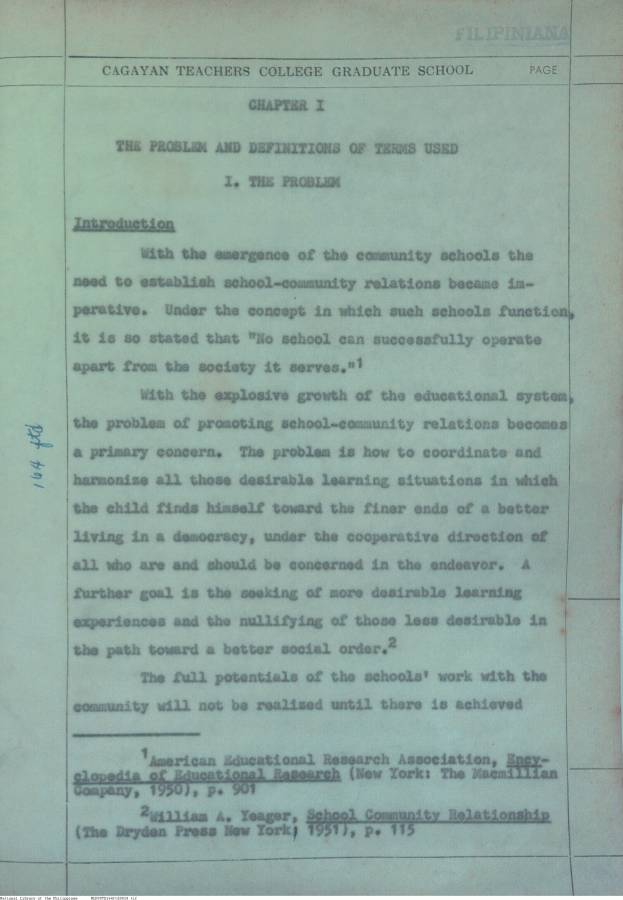 FILIPINIANA
CAGAYAN TEACHERS COLLEGE GRADUATE SCHOOL PAGE
CHAPTER I
THE PROBLEM AND DEFINITIONS OF TERMS USED
I. THE PROBLEM
Introduction
With the emergence of the community schools the
need to establish school-community relations became im-
perative. Under the concept in which such schools function,
it is so stated that "No school can successfully operate
apart from the society it serves."1
With the explosive growth of the educational system,
the problem of promoting school-community relations becomes
a primary concern. The problem is how to coordinate and
harmonize all those desirable learning situations in which
the child finds himself toward the finer ends of a better
living in a democracy, under the cooperative direction of
all who are and should be concerned in the endeavor. A
further goal is the seeking of more desirable learning
experiences and the nullifying of those less desirable in
the path toward a better social order.2
The full potentials of the schools' work with the
community will not be realized until there is achieved
1American Educational Research Association, Ency-
clopedia of Educational Research (New York: The Macmillian
Company, 1950), p. 901
2William A. Yeager, School Community Relationship
(The Dryden Press New York, 1951), p. 115
National Library of the Philippines